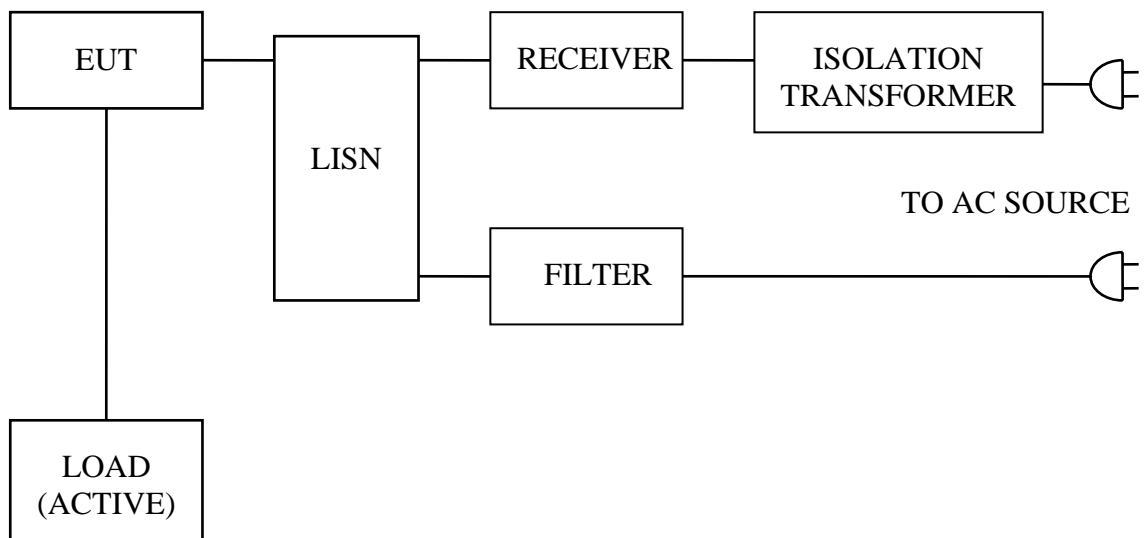 EUT
RECEIVER
ISOLATION
TRANSFORMER
LISN
TO AC SOURCE
FILTER
LOAD
(ACTIVE)